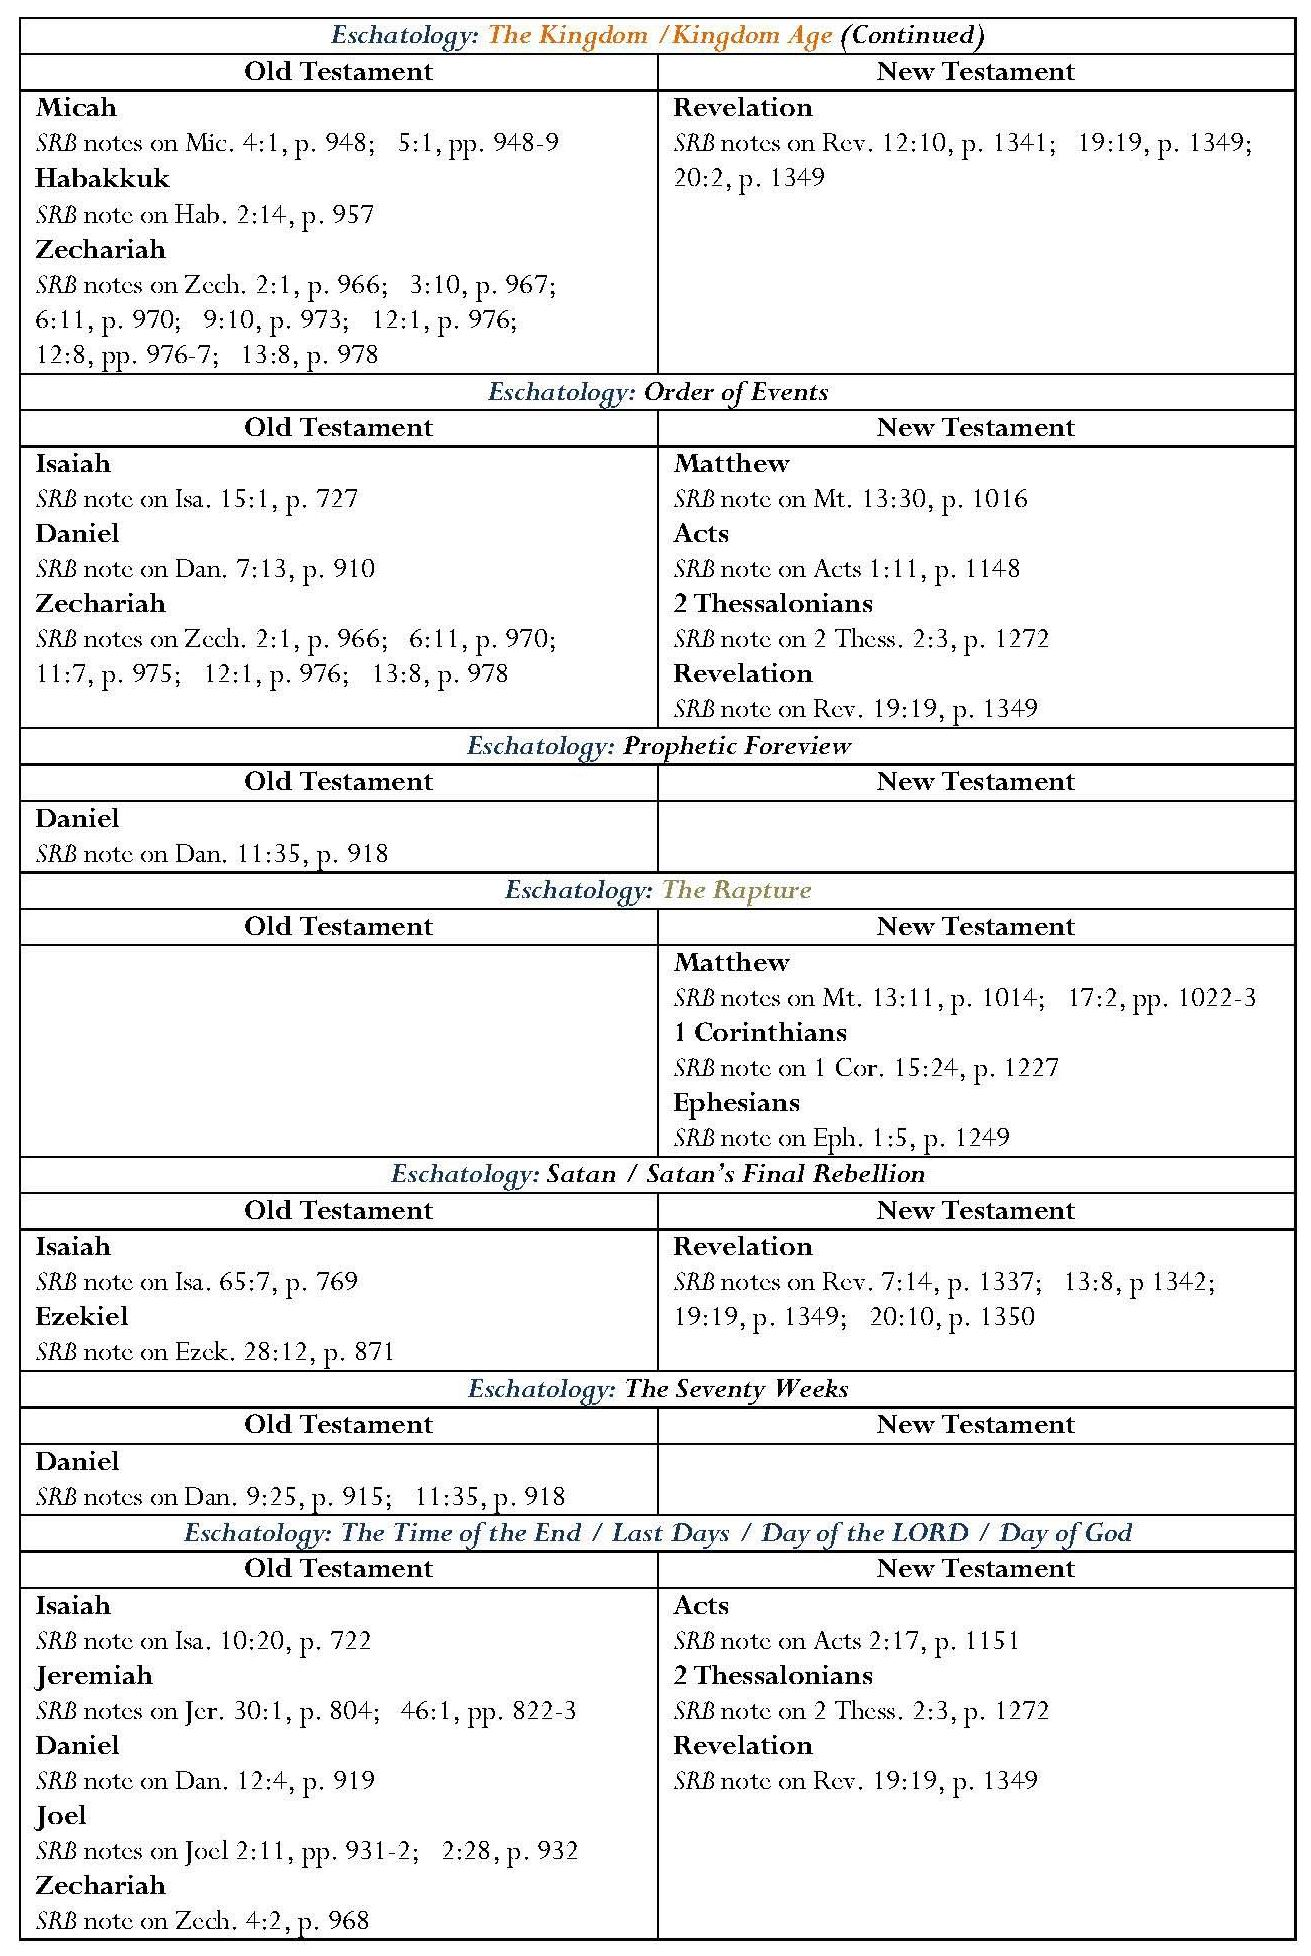 Eschatology: The Kingdom /Kingdom Age (Continued)
Old Testament
New Testament
Micah
SRB notes on Mic. 4:1, p. 948; 5:1, pp. 948-9
Habakkuk
SRB note on Hab. 2:14, p. 957
Zechariah
SRB notes on Zech. 2:1, p. 966; 3:10, p. 967;
6:11, p. 970; 9:10, p. 973; 12:1, p. 976;
12:8, pp. 976-7; 13:8, p. 978
Revelation
SRB notes on Rev. 12:10, p. 1341; 19:19, p. 1349;
20:2, p. 1349
Eschatology: Order of Events
Old Testament
New Testament
Isaiah
SRB note on Isa. 15:1, p. 727
Daniel
SRB note on Dan. 7:13, p. 910
Zechariah
SRB notes on Zech. 2:1, p. 966; 6:11, p. 970;
11:7, p. 975; 12:1, p. 976; 13:8, p. 978
Matthew
SRB note on Mt. 13:30, p. 1016
Acts
SRB note on Acts 1:11, p. 1148
2 Thessalonians
SRB note on 2 Thess. 2:3, p. 1272
Revelation
SRB note on Rev. 19:19, p. 1349
Eschatology: Prophetic Foreview
Old Testament
New Testament
Daniel
SRB note on Dan. 11:35, p. 918
Eschatology: The Rapture
Old Testament
New Testament
Matthew
SRB notes on Mt. 13:11, p. 1014; 17:2, pp. 1022-3
1 Corinthians
SRB note on 1 Cor. 15:24, p. 1227
Ephesians
SRB note on Eph. 1:5, p. 1249
Eschatology: Satan / Satan's Final Rebellion
Old Testament
New Testament
Isaiah
SRB note on Isa. 65:7, p. 769
Ezekiel
SRB note on Ezek. 28:12, p. 871
Revelation
SRB notes on Rev. 7:14, p. 1337; 13:8, p 1342;
19:19, p. 1349; 20:10, p. 1350
Eschatology: The Seventy Weeks
Old Testament
New Testament
Daniel
SRB notes on Dan. 9:25, p. 915; 11:35, p. 918
Eschatology: The Time of the End / Last Days / Day of the LORD / Day of God
Old Testament
New Testament
Isaiah
SRB note on Isa. 10:20, p. 722
Jeremiah
SRB notes on Jer. 30:1, p. 804; 46:1, pp. 822-3
Daniel
SRB note on Dan. 12:4, p. 919
Joel
SRB notes on Joel 2:11, pp. 931-2; 2:28, p. 932
Zechariah
SRB note on Zech. 4:2, p. 968
Acts
SRB note on Acts 2:17, p. 1151
2 Thessalonians
SRB note on 2 Thess. 2:3, p. 1272
Revelation
SRB note on Rev. 19:19, p. 1349